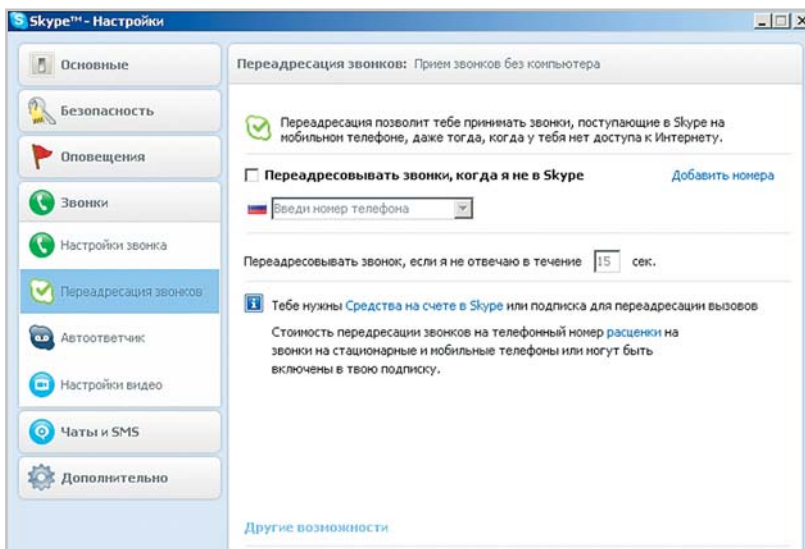 Skype™ - Настройки
Основные
Безопасность
Оповещения
Звонки
Настройки звонка
Переадресация звонков
Автоответчик
Настройки видео
Чаты и SMS
Дополнительно
Переадресация звонков: Прием звонков без компьютера
Переадресация позволит тебе принимать звонки, поступающие в Skype на
мобильном телефоне, даже тогда, когда у тебя нет доступа к Интернету.
Переадресовывать звонки, когда я не в Skype Добавить номера
Введи номер телефона
Переадресовывать звонок, если я не отвечаю в течение 15 сек.
Тебе нужны Средства на счете в Skype или подписка для переадресации вызовов
Стоимость передресации звонков на телефонный номер расценки на
звонки на стационарные и мобильные телефоны или могут быть
включены в твою подписку.
Другие возможности